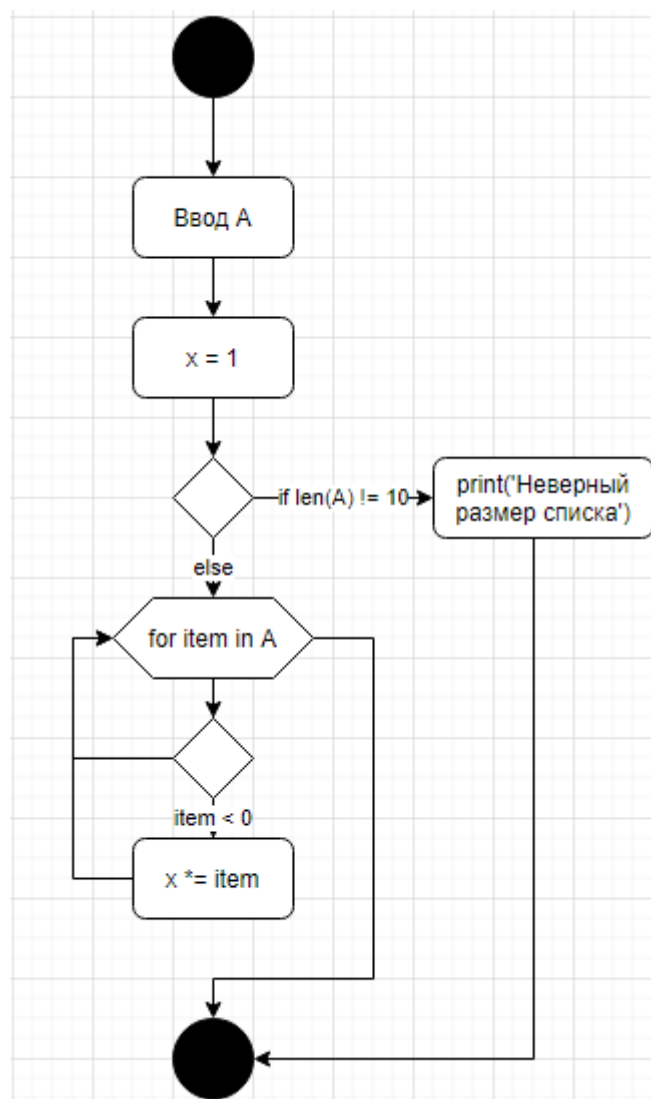 Ввод A
x = 1
if len(A) != 10
print('Неверный
размер списка')
else
for item in A
item < 0
x *= item